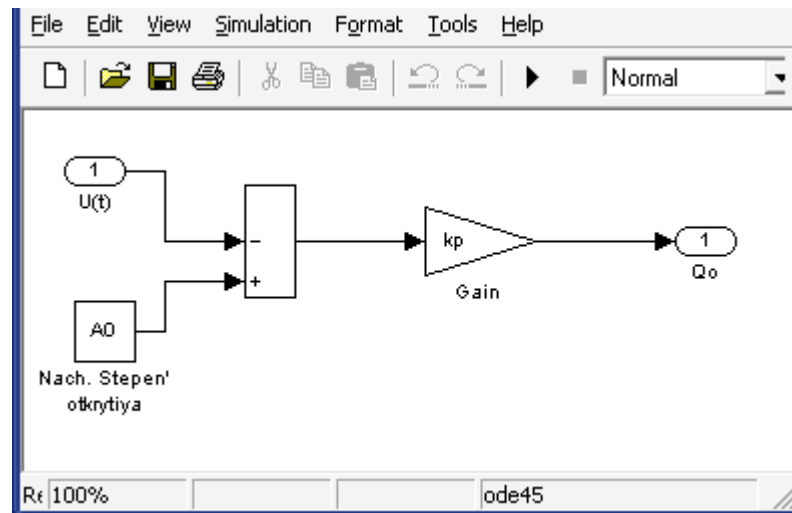 File Edit View Simulation Format Tools Help
Normal
1
U(t)
−
+
A0
Nach. Stepen'
otkrytiya
kp
Gain
1
Qo
100% ode45